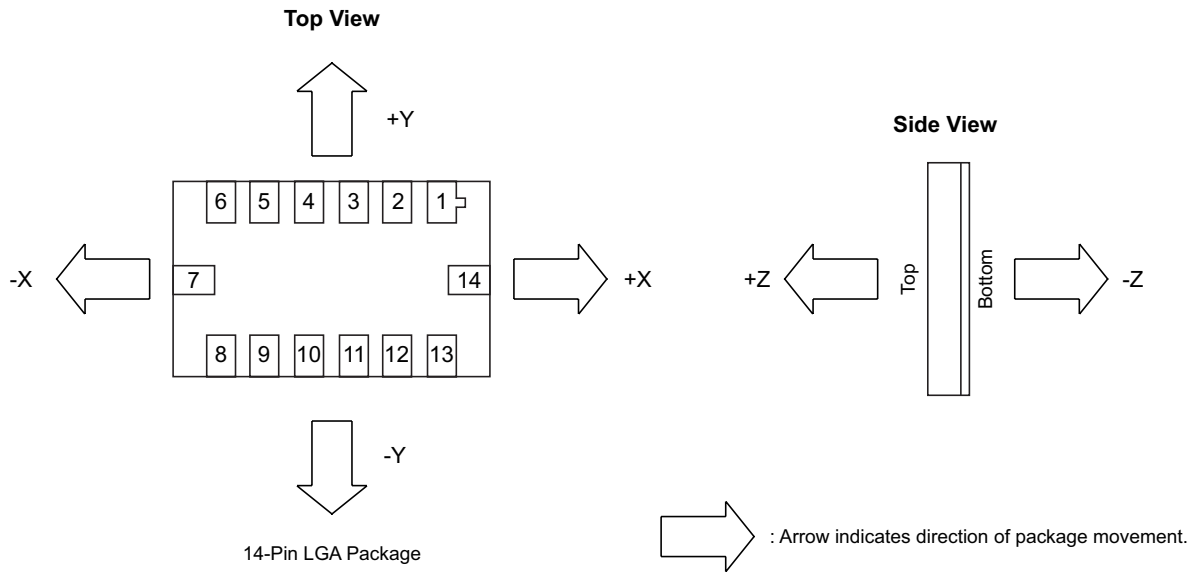 Top View
+Y
Side View
6 5 4 3 2 1
-X
7
14
+X
+Z
Top
Bottom
-Z
8 9 10 11 12 13
-Y
14-Pin LGA Package
: Arrow indicates direction of package movement.